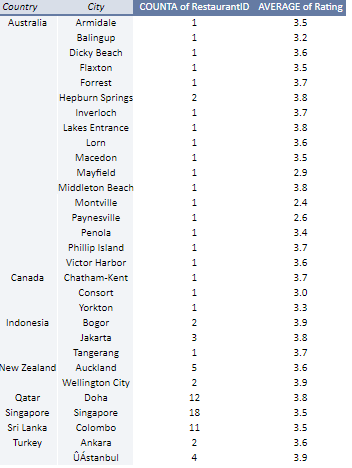 Country City COUNTA of RestaurantID AVERAGE of Rating
Australia Armidale 1 3.5
Balingup 1 3.2
Dicky Beach 1 3.6
Flaxton 1 3.5
Forrest 1 3.7
Hepburn Springs 2 3.8
Inverloch 1 3.7
Lakes Entrance 1 3.8
Lorn 1 3.6
Macedon 1 3.5
Mayfield 1 2.9
Middleton Beach 1 3.8
Montville 1 2.4
Paynesville 1 2.6
Penola 1 3.4
Phillip Island 1 3.7
Victor Harbor 1 3.6
Canada Chatham-Kent 1 3.7
Consort 1 3.0
Yorkton 1 3.3
Indonesia Bogor 2 3.9
Jakarta 3 3.8
Tangerang 1 3.7
New Zealand Auckland 5 3.6
Wellington City 2 3.9
Qatar Doha 12 3.8
Singapore Singapore 18 3.5
Sri Lanka Colombo 11 3.5
Turkey Ankara 2 3.6
ÛÁstanbul 4 3.9